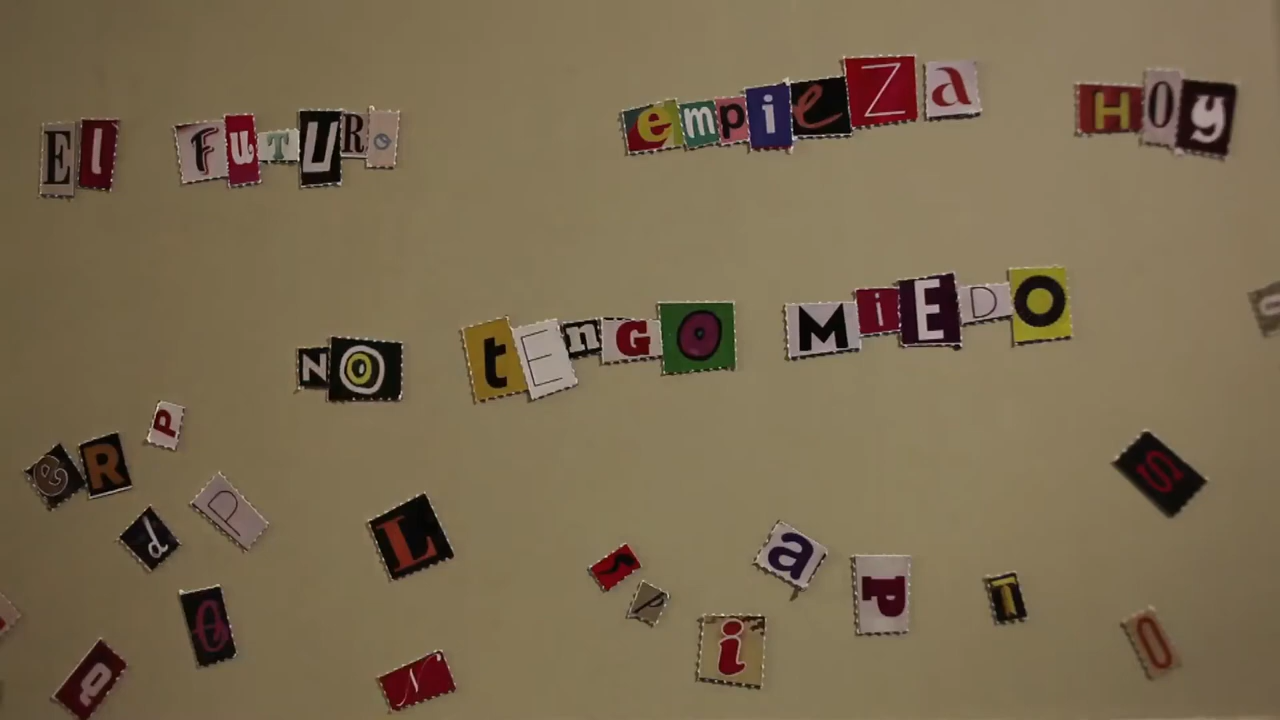 El FuTURo empieZa HOy
NO tEnGO MiEDO
e R P
d P L
s a P T S
O P i O
P N